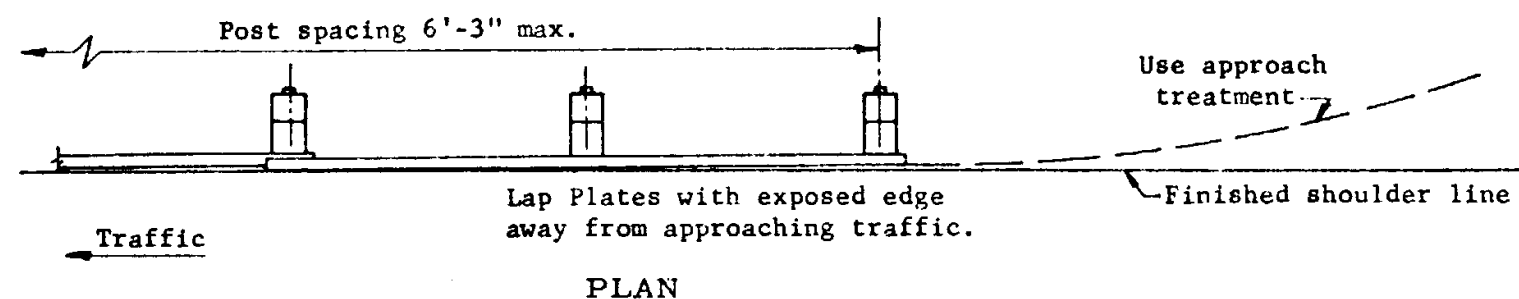 Post spacing 6'-3" max.
Use approach
treatment
Finished shoulder line
Lap Plates with exposed edge
away from approaching traffic.
Traffic
PLAN